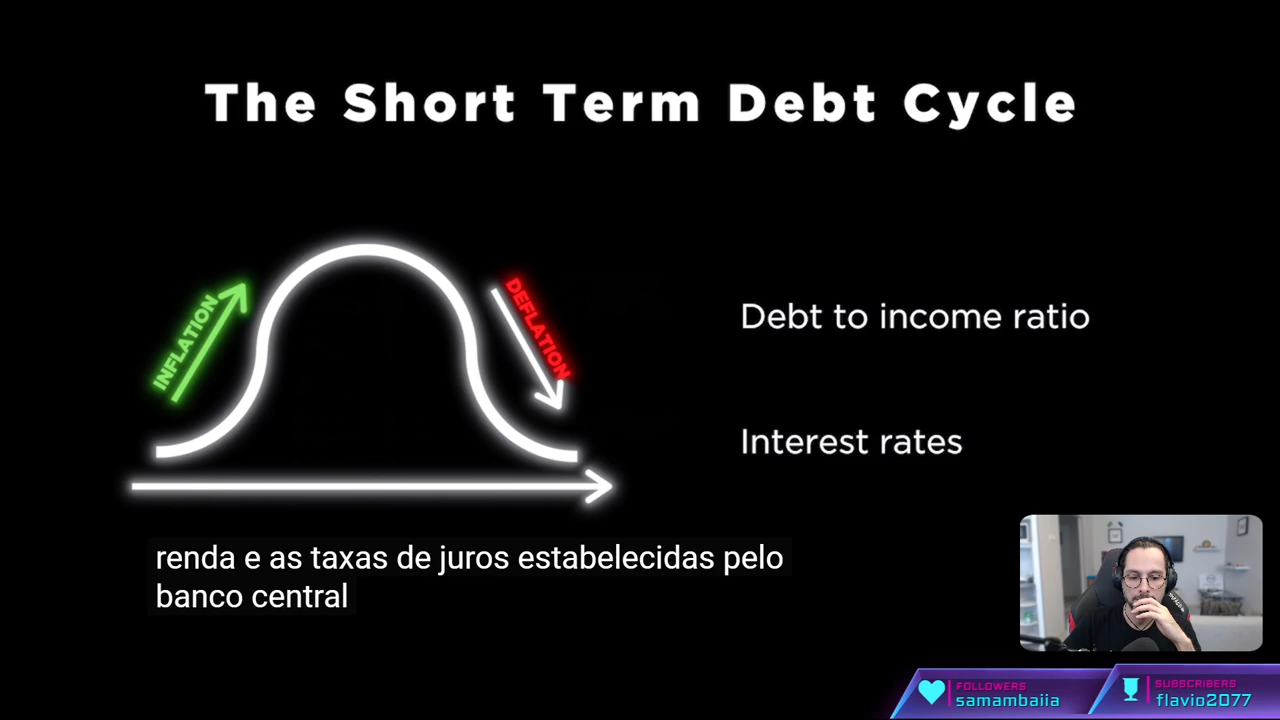 The Short Term Debt Cycle
INFLATION
DEFLATION
Debt to income ratio
Interest rates
renda e as taxas de juros estabelecidas pelo
banco central
FOLLOWERS
samambaiia
SUBSCRIBERS
flavio2077